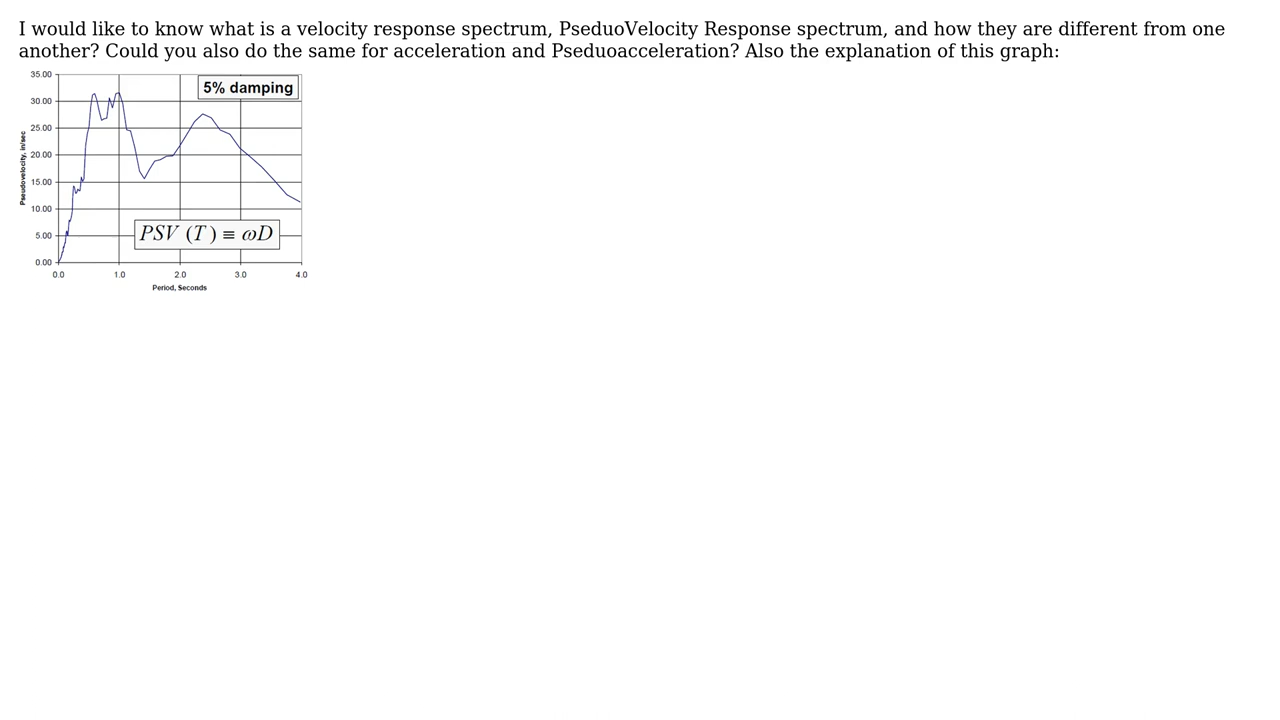 I would like to know what is a velocity response spectrum, PseduoVelocity Response spectrum, and how they are different from one
another? Could you also do the same for acceleration and Pseduoacceleration? Also the explanation of this graph:
35.00
5% damping
30.00
25.00
20.00
15.00
10.00
5.00
0.00
Pseudovelocity, in/sec
PSV (T) ≡ ωD
0.0 1.0 2.0 3.0 4.0
Period, Seconds